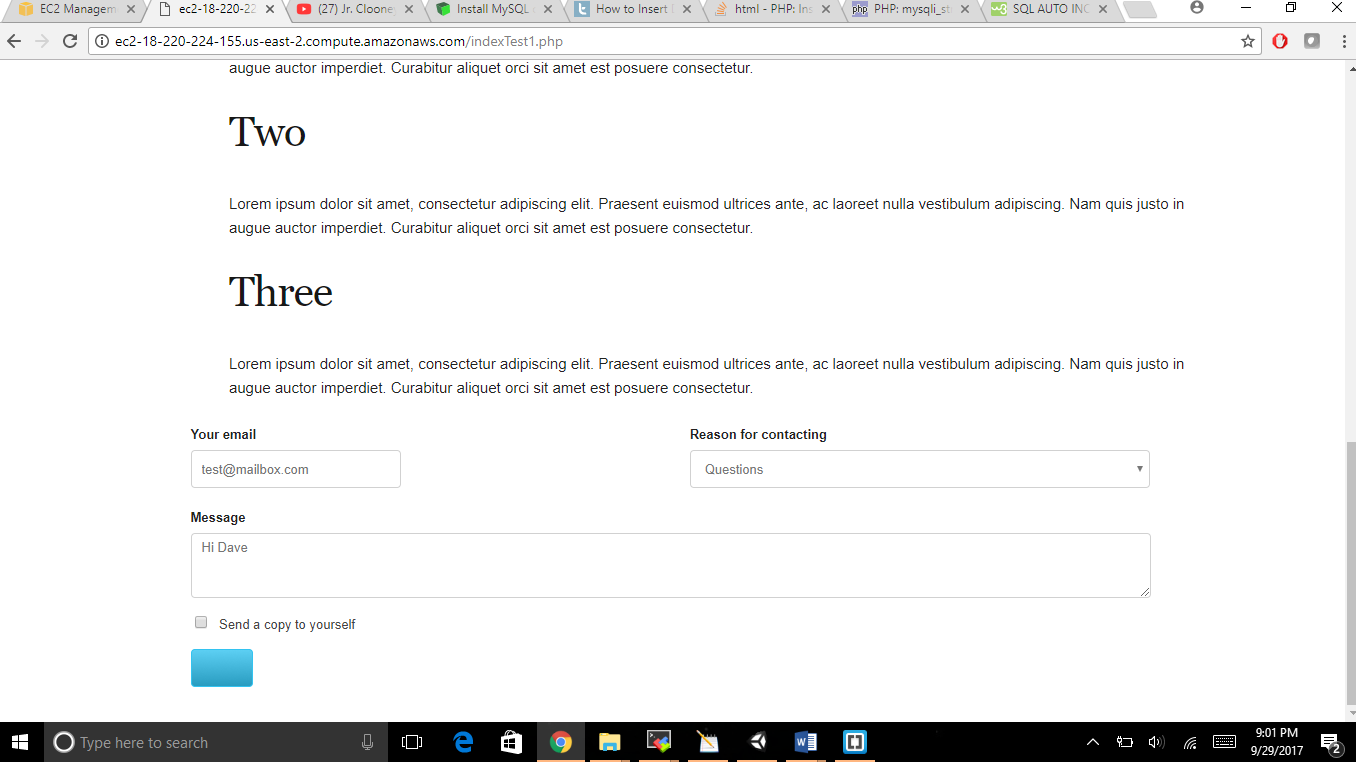 EC2 Managem
ec2-18-220-22
(27) Jr. Clooney
Install MySQL
How to Insert
html - PHP: Ins
PHP: mysqli_st
SQL AUTO INC
ec2-18-220-224-155.us-east-2.compute.amazonaws.com/indexTest1.php
augue auctor imperdiet. Curabitur aliquet orci sit amet est posuere consectetur.
Two
Lorem ipsum dolor sit amet, consectetur adipiscing elit. Praesent euismod ultrices ante, ac laoreet nulla vestibulum adipiscing. Nam quis justo in
augue auctor imperdiet. Curabitur aliquet orci sit amet est posuere consectetur.
Three
Lorem ipsum dolor sit amet, consectetur adipiscing elit. Praesent euismod ultrices ante, ac laoreet nulla vestibulum adipiscing. Nam quis justo in
augue auctor imperdiet. Curabitur aliquet orci sit amet est posuere consectetur.
Your email
Reason for contacting
test@mailbox.com
Questions
Message
Hi Dave
Send a copy to yourself
Type here to search
9:01 PM
9/29/2017
2